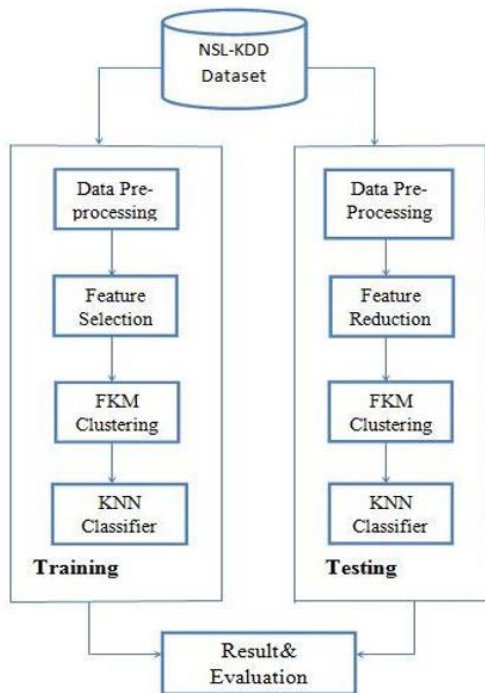 NSL-KDD
Dataset
Data Pre-
processing
Feature
Selection
FKM
Clustering
KNN
Classifier
Training
Data Pre-
Processing
Feature
Reduction
FKM
Clustering
KNN
Classifier
Testing
Result&
Evaluation